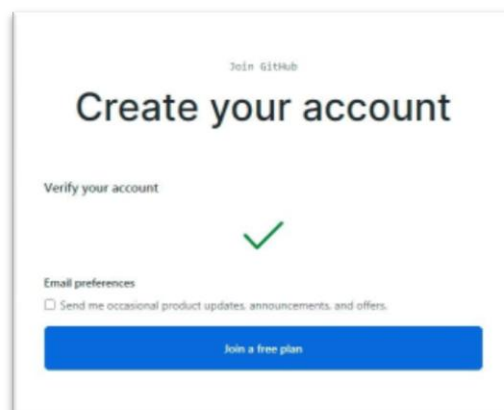 Join GitHub
Create your account
Verify your account
Email preferences
Send me occasional product updates, announcements, and offers.
Join a free plan